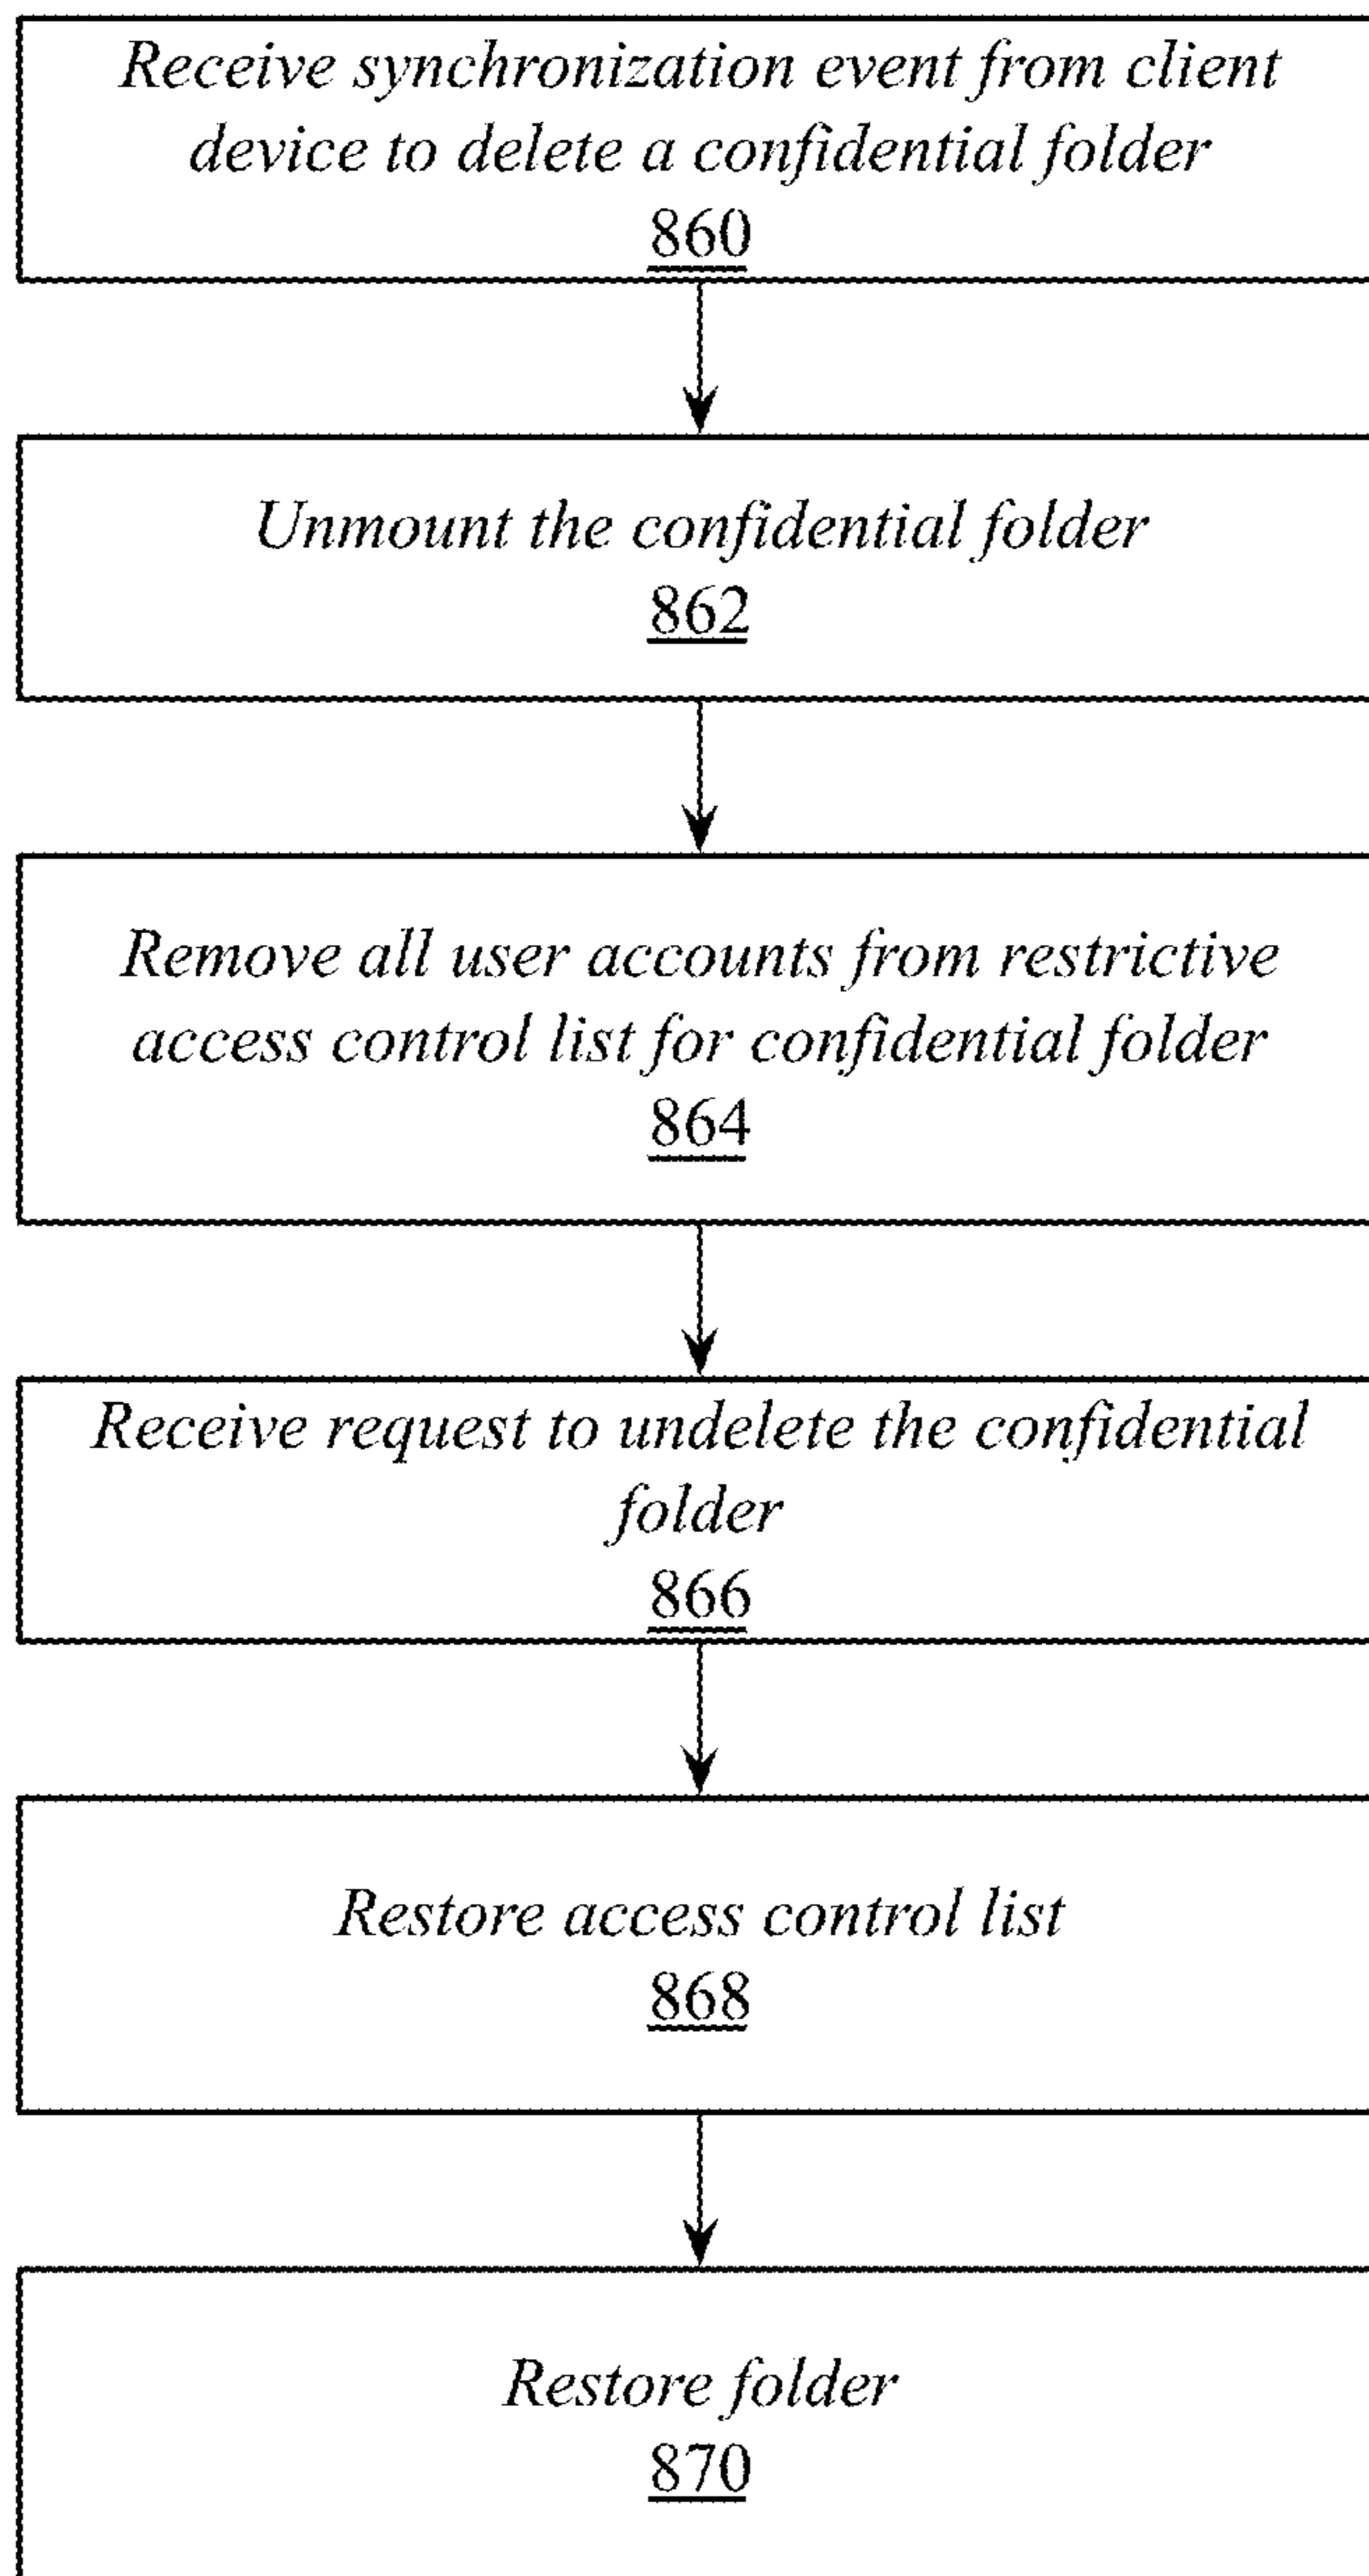 Receive synchronization event from client
device to delete a confidential folder
860
Unmount the confidential folder
862
Remove all user accounts from restrictive
access control list for confidential folder
864
Receive request to undelete the confidential
folder
866
Restore access control list
868
Restore folder
870